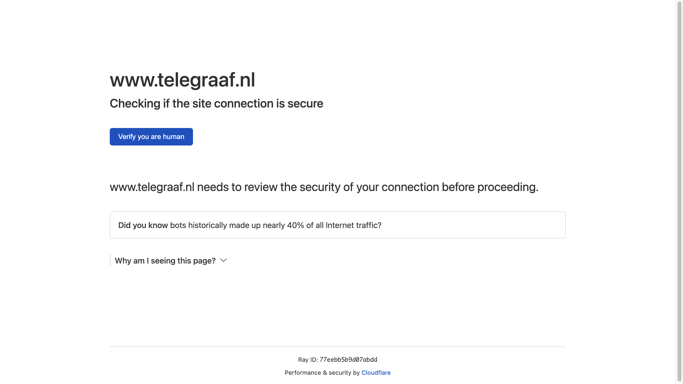 www.telegraaf.nl
Checking if the site connection is secure
Verify you are human
www.telegraaf.nl needs to review the security of your connection before proceeding.
Did you know bots historically made up nearly 40% of all Internet traffic?
Why am I seeing this page?
Ray ID: 77eebb5b9d07abdd
Performance & security by Cloudflare